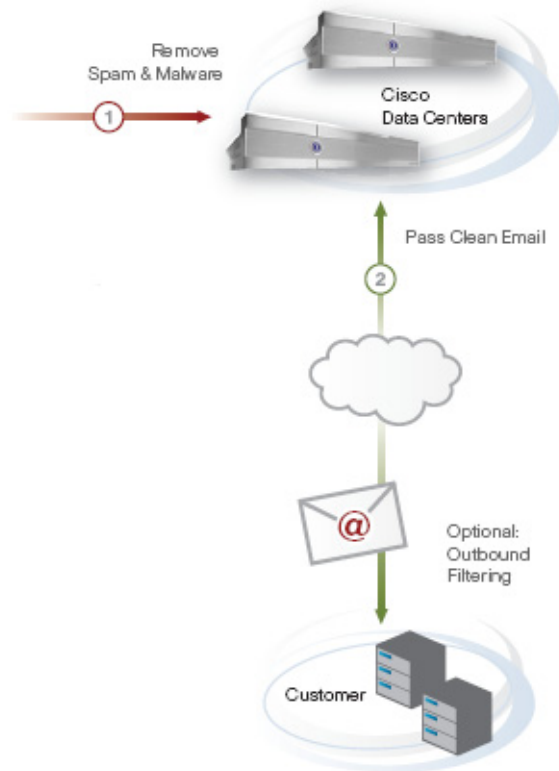 Remove
Spam & Malware
1
Cisco
Data Centers
Pass Clean Email
2
@
Optional:
Outbound
Filtering
Customer